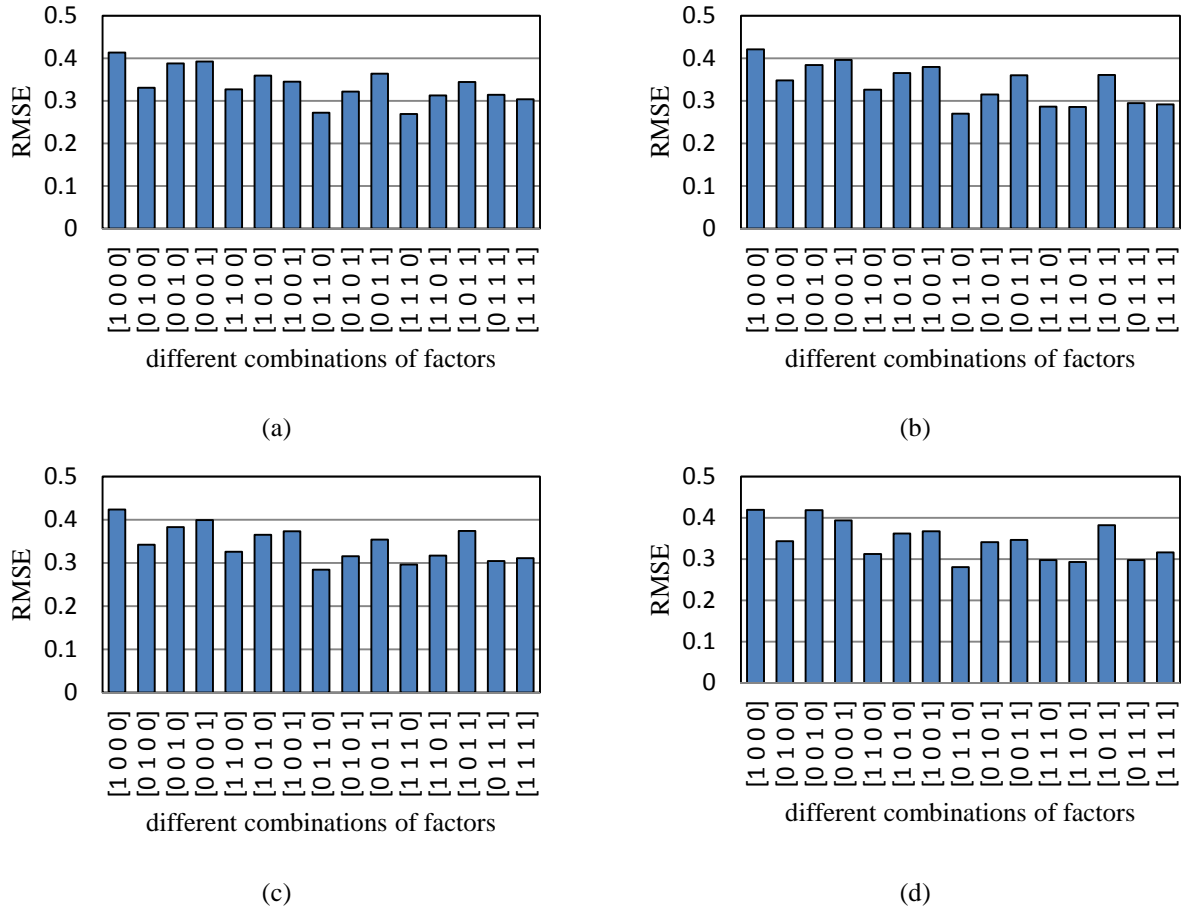 0.5
0.4
0.3
0.2
0.1
0
RMSE
[1 0 0 0]
[0 1 0 0]
[0 0 1 0]
[0 0 0 1]
[1 1 0 0]
[1 0 1 0]
[1 0 0 1]
[0 1 1 0]
[0 1 0 1]
[0 0 1 1]
[1 1 1 0]
[1 1 0 1]
[1 0 1 1]
[0 1 1 1]
[1 1 1 1]
different combinations of factors
(a)
0.5
0.4
0.3
0.2
0.1
0
RMSE
[1 0 0 0]
[0 1 0 0]
[0 0 1 0]
[0 0 0 1]
[1 1 0 0]
[1 0 1 0]
[1 0 0 1]
[0 1 1 0]
[0 1 0 1]
[0 0 1 1]
[1 1 1 0]
[1 1 0 1]
[1 0 1 1]
[0 1 1 1]
[1 1 1 1]
different combinations of factors
(b)
0.5
0.4
0.3
0.2
0.1
0
RMSE
[1 0 0 0]
[0 1 0 0]
[0 0 1 0]
[0 0 0 1]
[1 1 0 0]
[1 0 1 0]
[1 0 0 1]
[0 1 1 0]
[0 1 0 1]
[0 0 1 1]
[1 1 1 0]
[1 1 0 1]
[1 0 1 1]
[0 1 1 1]
[1 1 1 1]
different combinations of factors
(c)
0.5
0.4
0.3
0.2
0.1
0
RMSE
[1 0 0 0]
[0 1 0 0]
[0 0 1 0]
[0 0 0 1]
[1 1 0 0]
[1 0 1 0]
[1 0 0 1]
[0 1 1 0]
[0 1 0 1]
[0 0 1 1]
[1 1 1 0]
[1 1 0 1]
[1 0 1 1]
[0 1 1 1]
[1 1 1 1]
different combinations of factors
(d)